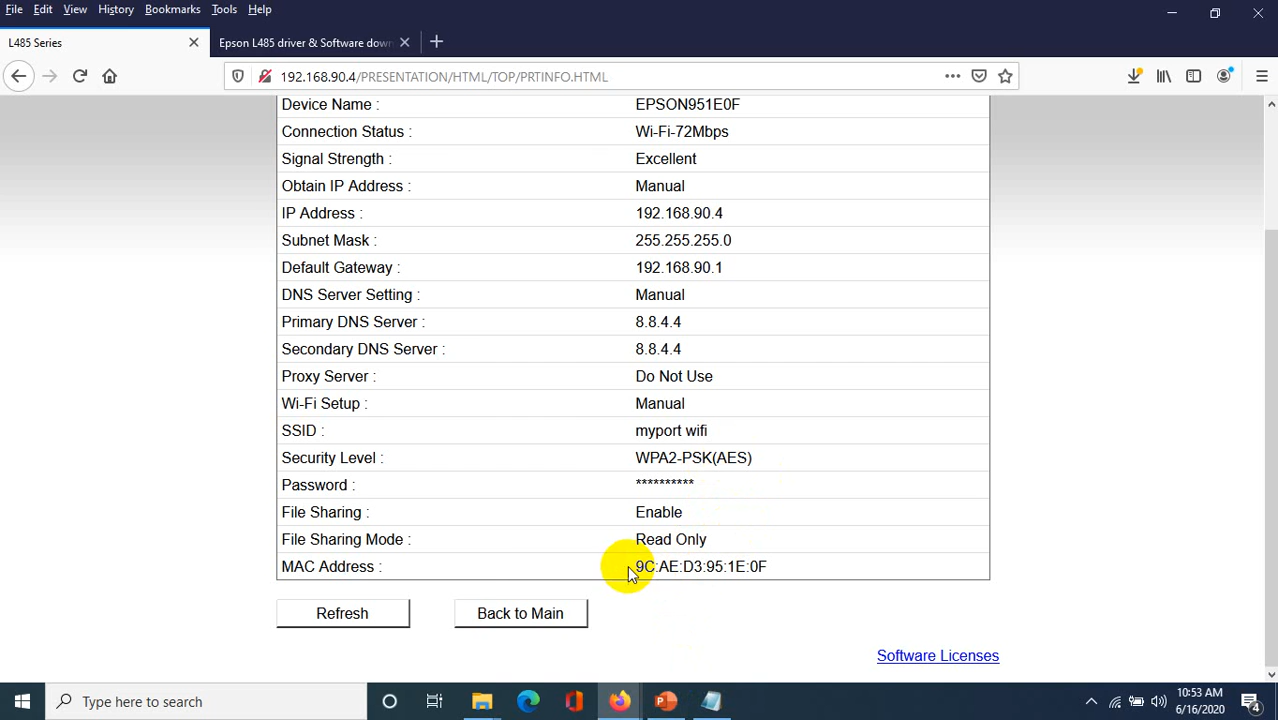 File Edit View History Bookmarks Tools Help
L485 Series
Epson L485 driver & Software dow
192.168.90.4/PRESENTATION/HTML/TOP/PRTINFO.HTML
Device Name : EPSON951E0F
Connection Status : Wi-Fi-72Mbps
Signal Strength : Excellent
Obtain IP Address : Manual
IP Address : 192.168.90.4
Subnet Mask : 255.255.255.0
Default Gateway : 192.168.90.1
DNS Server Setting : Manual
Primary DNS Server : 8.8.4.4
Secondary DNS Server : 8.8.4.4
Proxy Server : Do Not Use
Wi-Fi Setup : Manual
SSID : myport wifi
Security Level : WPA2-PSK(AES)
Password : **********
File Sharing : Enable
File Sharing Mode : Read Only
MAC Address : 9C:AE:D3:95:1E:0F
Refresh Back to Main
Software Licenses
Type here to search
10:53 AM
6/16/2020
4